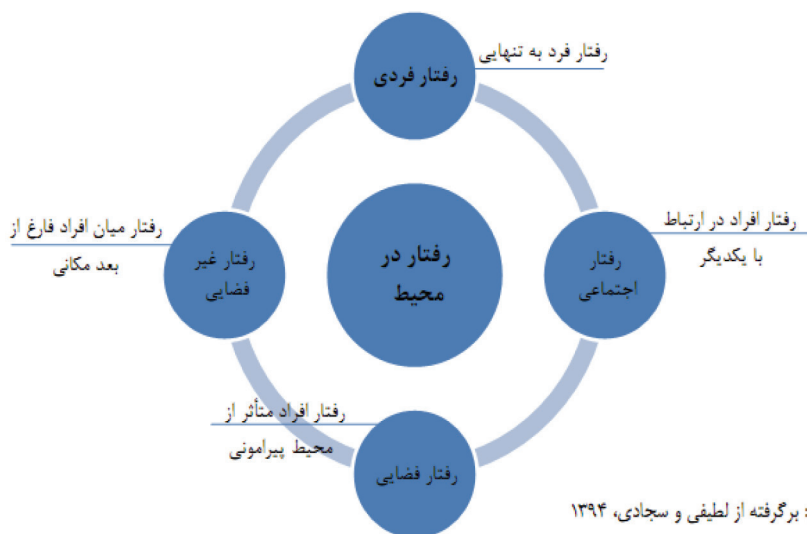 رفتار فرد به تنهایی
رفتار فردی
رفتار افراد در ارتباط
با یکدیگر
رفتار
اجتماعی
رفتار در
محیط
رفتار میان افراد فارغ از
بعد مکانی
رفتار غیر
فضایی
رفتار افراد متأثر از
محیط پیرامونی
رفتار فضایی
: برگرفته از لطیفی و سجادی، ۱۳۹۴